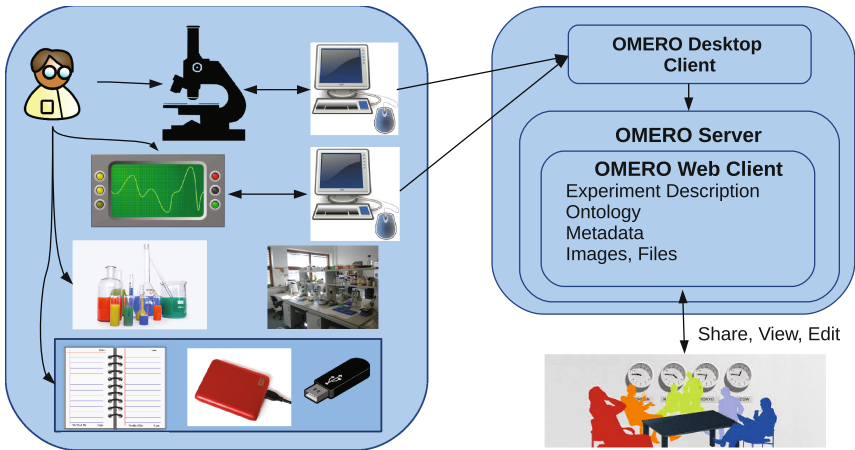 OMERO Desktop
Client
OMERO Server
OMERO Web Client
Experiment Description
Ontology
Metadata
Images, Files
Share, View, Edit